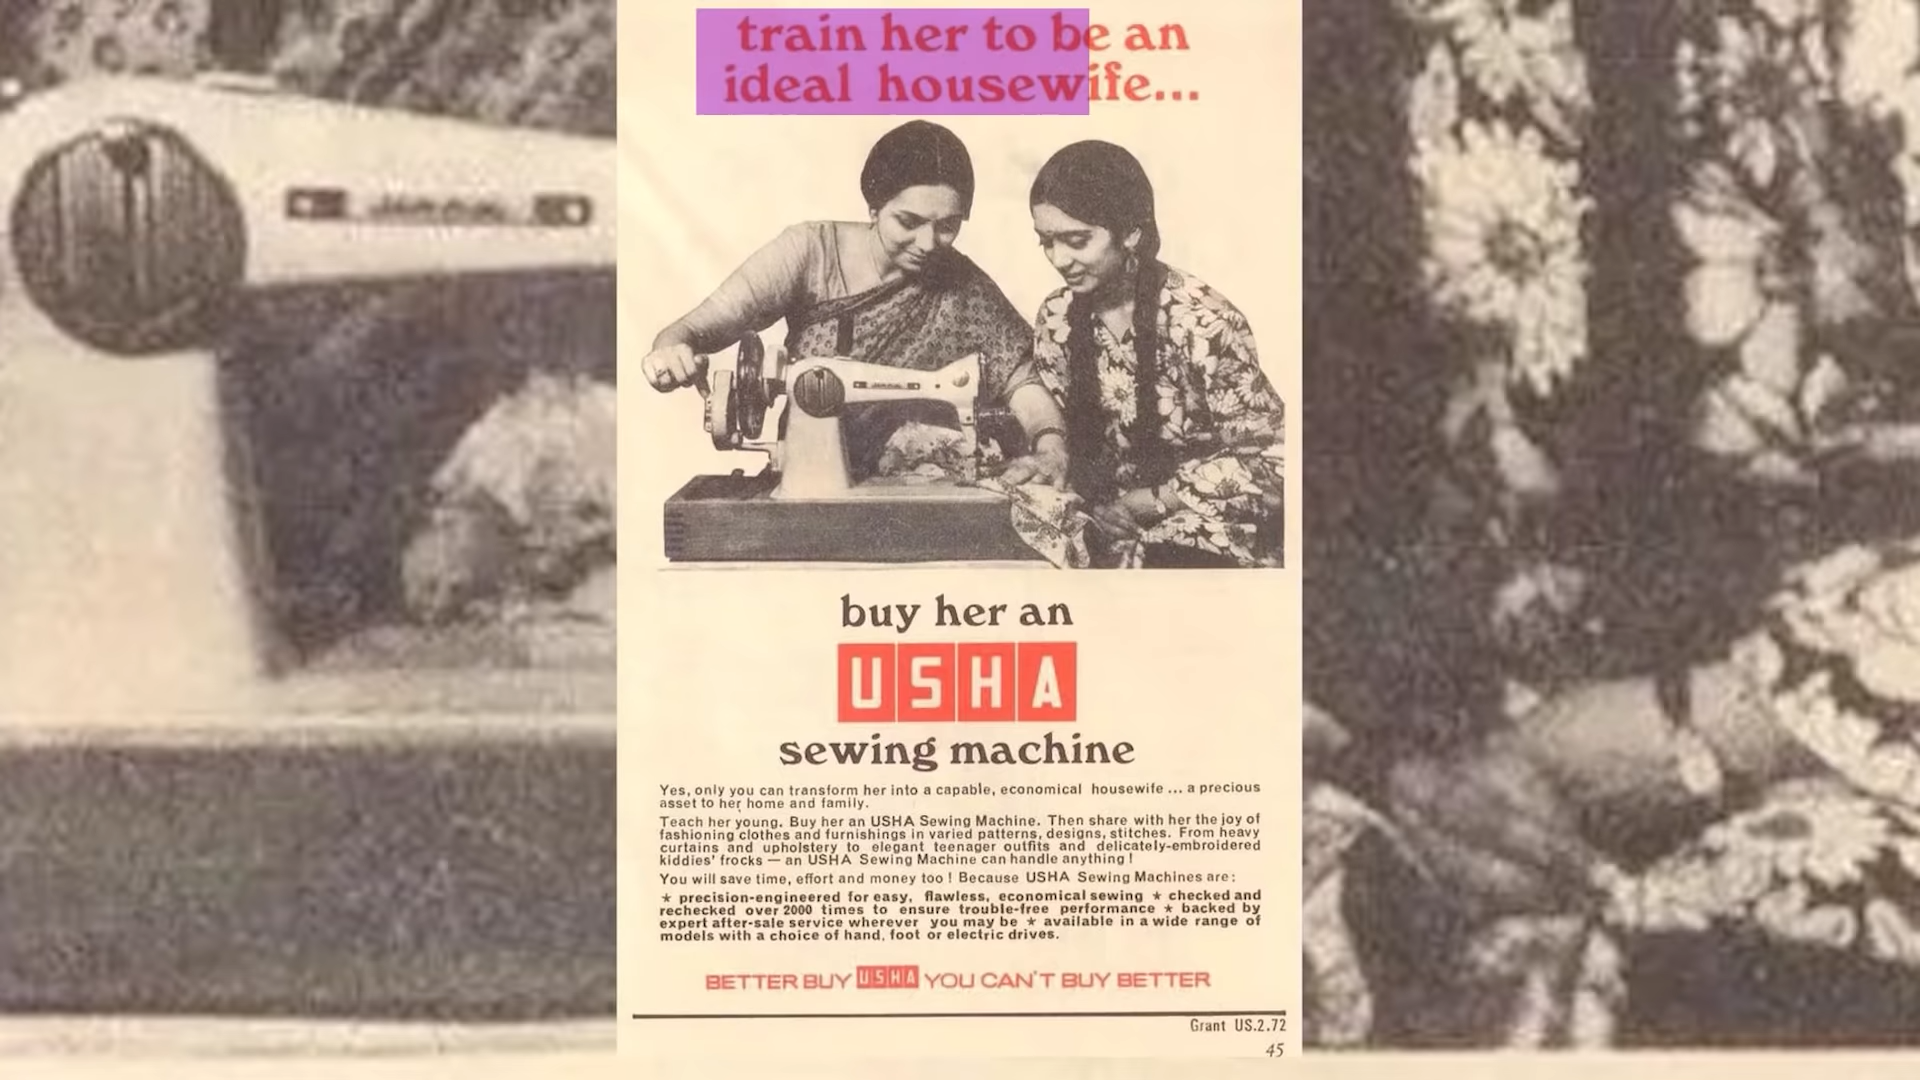 train her to be an
ideal housewife...
buy her an
USHA
sewing machine
Yes, only you can transform her into a capable, economical housewife ... a precious
asset to her home and family.
Teach her young. Buy her an USHA Sewing Machine. Then share with her the joy of
fashioning clothes and furnishings in varied patterns, designs, stitches. From heavy
curtains and upholstery to elegant teenager outfits and delicately-embroidered
kiddies' frocks — an USHA Sewing Machine can handle anything !
You will save time, effort and money too ! Because USHA Sewing Machines are :
★ precision-engineered for easy, flawless, economical sewing ★ checked and
rechecked over 2000 times to ensure trouble-free performance ★ backed by
expert after-sale service wherever you may be ★ available in a wide range of
models with a choice of hand, foot or electric drives.
BETTER BUY USHA YOU CAN'T BUY BETTER
Grant US.2.72
45